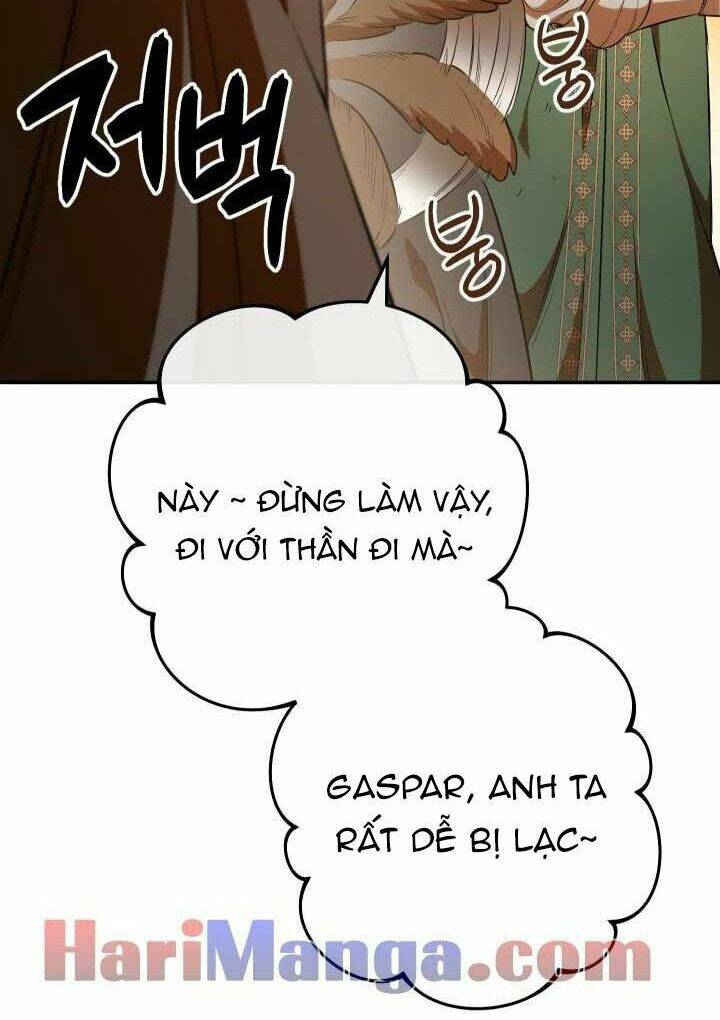 저벅
붕
붕
NÀY ~ ĐỪNG LÀM VẬY,
ĐI VỚI THẦN ĐI MÀ~
GASPAR, ANH TA
RẤT DỄ BỊ LẠC~
HariManga.com